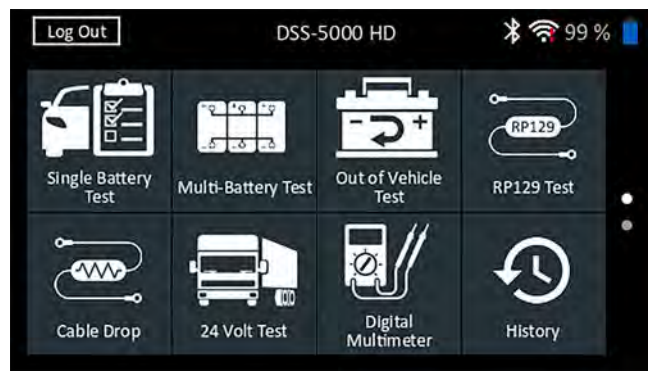 Log Out
DSS-5000 HD
99 %
Single Battery
Test
Multi-Battery Test
- +
Out of Vehicle
Test
RP129
RP129 Test
Cable Drop
24 Volt Test
Digital
Multimeter
History